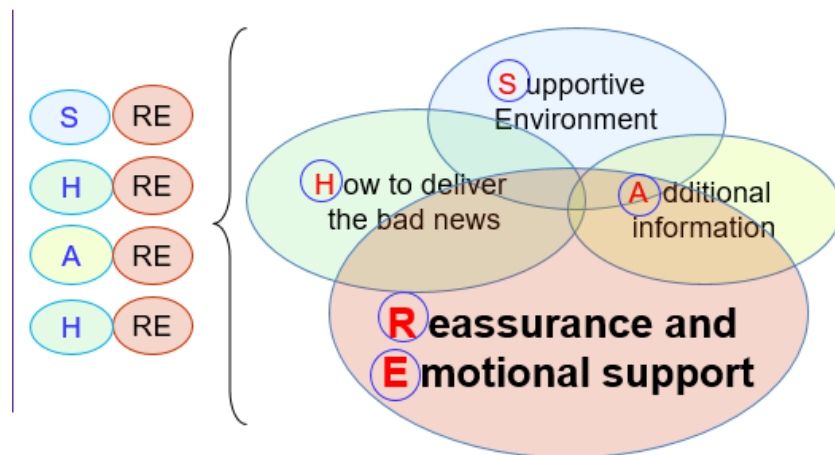 S RE
H RE
A RE
H RE
Supportive
Environment
How to deliver
the bad news
Additional
information
Reassurance and
Emotional support